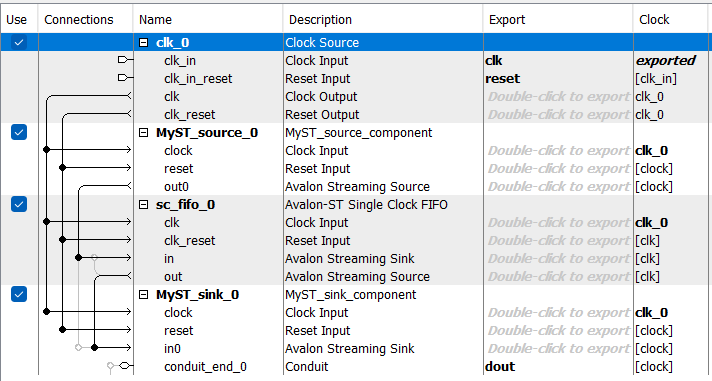 Use Connections Name Description Export Clock
clk_0 Clock Source
clk_in Clock Input clk exported
clk_in_reset Reset Input reset [clk_in]
clk Clock Output Double-click to export clk_0
clk_reset Reset Output Double-click to export clk_0
MyST_source_0 MyST_source_component
clock Clock Input Double-click to export clk_0
reset Reset Input Double-click to export [clock]
out0 Avalon Streaming Source Double-click to export [clock]
sc_fifo_0 Avalon-ST Single Clock FIFO
clk Clock Input Double-click to export clk_0
clk_reset Reset Input Double-click to export [clk]
in Avalon Streaming Sink Double-click to export [clk]
out Avalon Streaming Source Double-click to export [clk]
MyST_sink_0 MyST_sink_component
clock Clock Input Double-click to export clk_0
reset Reset Input Double-click to export [clock]
in0 Avalon Streaming Sink Double-click to export [clock]
conduit_end_0 Conduit dout [clock]